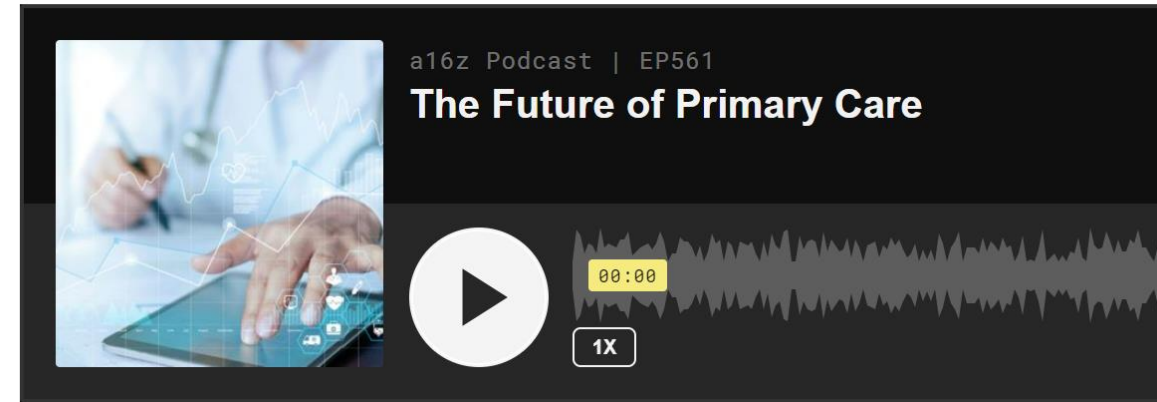 a16z Podcast | EP561
The Future of Primary Care
00:00
1X